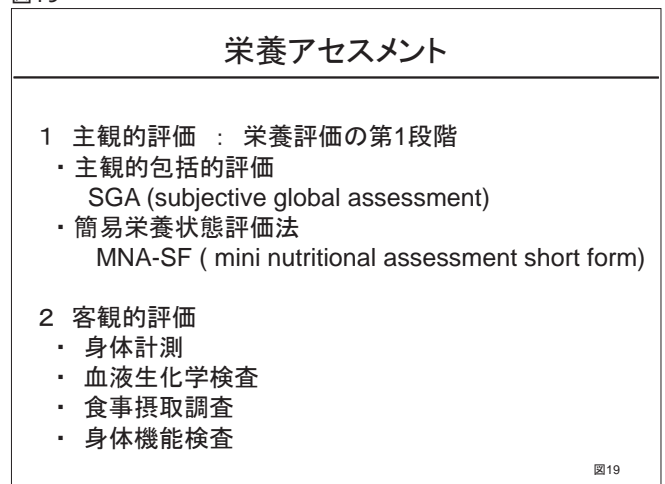 図19
栄養アセスメント
1 主観的評価 : 栄養評価の第1段階
・主観的包括的評価
SGA (subjective global assessment)
・簡易栄養状態評価法
MNA-SF ( mini nutritional assessment short form)
2 客観的評価
・ 身体計測
・ 血液生化学検査
・ 食事摂取調査
・ 身体機能検査
図19